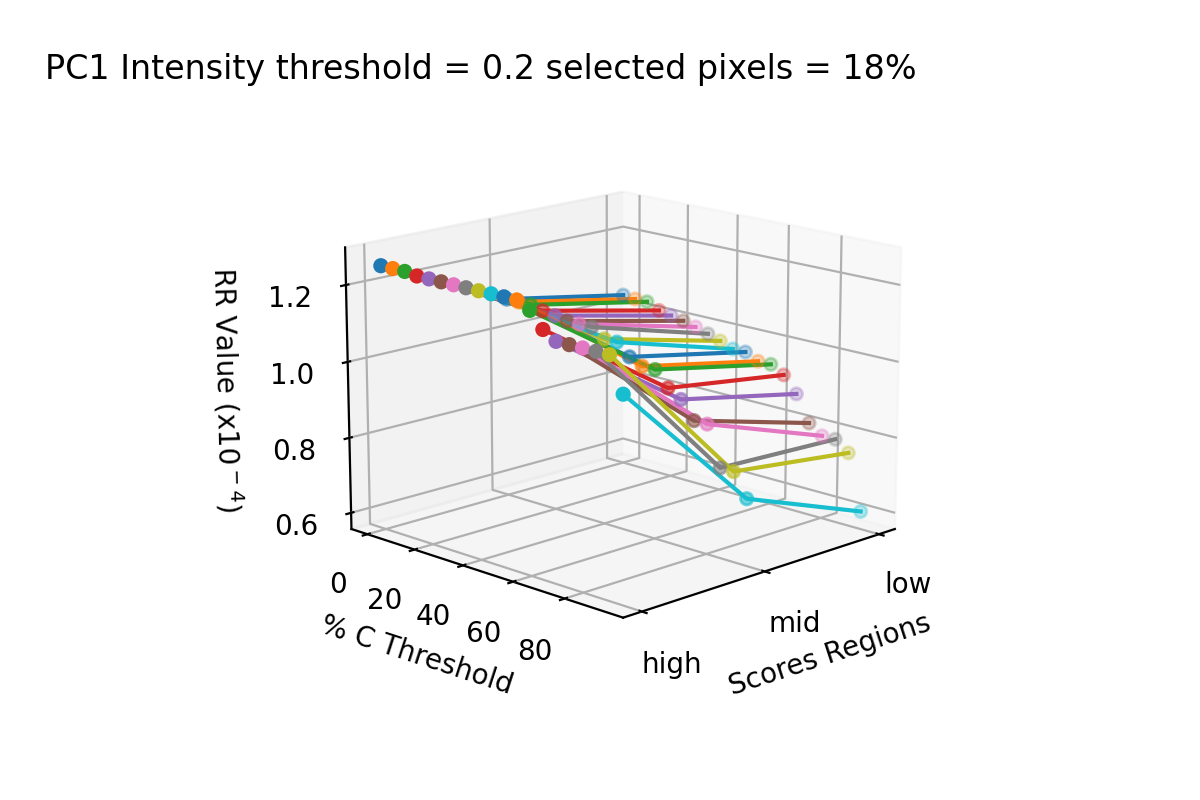 PC1 Intensity threshold = 0.2 selected pixels = 18%
RR Value (x10⁻⁴)
1.2
1.0
0.8
0.6
0
20
40
60
80
% C Threshold
high
mid
low
Scores Regions